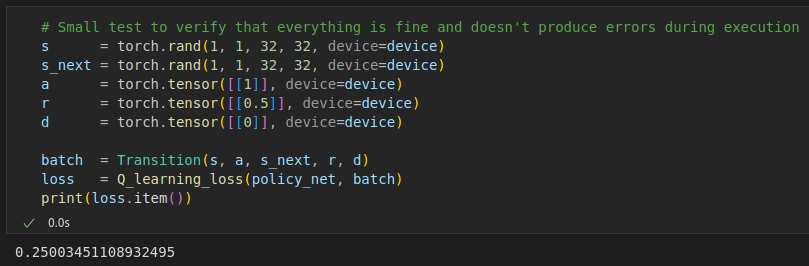 # Small test to verify that everything is fine and doesn't produce errors during execution
s      = torch.rand(1, 1, 32, 32, device=device)
s_next = torch.rand(1, 1, 32, 32, device=device)
a      = torch.tensor([[1]], device=device)
r      = torch.tensor([[0.5]], device=device)
d      = torch.tensor([[0]], device=device)
batch  = Transition(s, a, s_next, r, d)
loss   = Q_learning_loss(policy_net, batch)
print(loss.item())
✓ 0.0s
0.25003451108932495